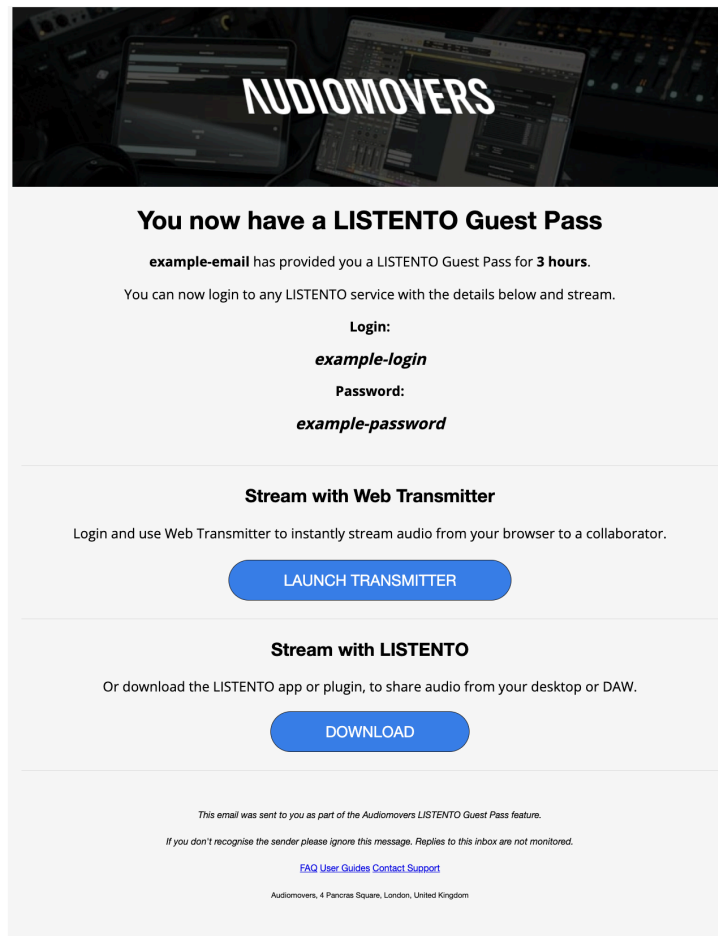 AUDIOMOVERS
You now have a LISTENTO Guest Pass
example-email has provided you a LISTENTO Guest Pass for 3 hours.
You can now login to any LISTENTO service with the details below and stream.
Login:
example-login
Password:
example-password
Stream with Web Transmitter
Login and use Web Transmitter to instantly stream audio from your browser to a collaborator.
LAUNCH TRANSMITTER
Stream with LISTENTO
Or download the LISTENTO app or plugin, to share audio from your desktop or DAW.
DOWNLOAD
This email was sent to you as part of the Audiomovers LISTENTO Guest Pass feature.
If you don't recognise the sender please ignore this message. Replies to this inbox are not monitored.
FAQ User Guides Contact Support
Audiomovers, 4 Pancras Square, London, United Kingdom